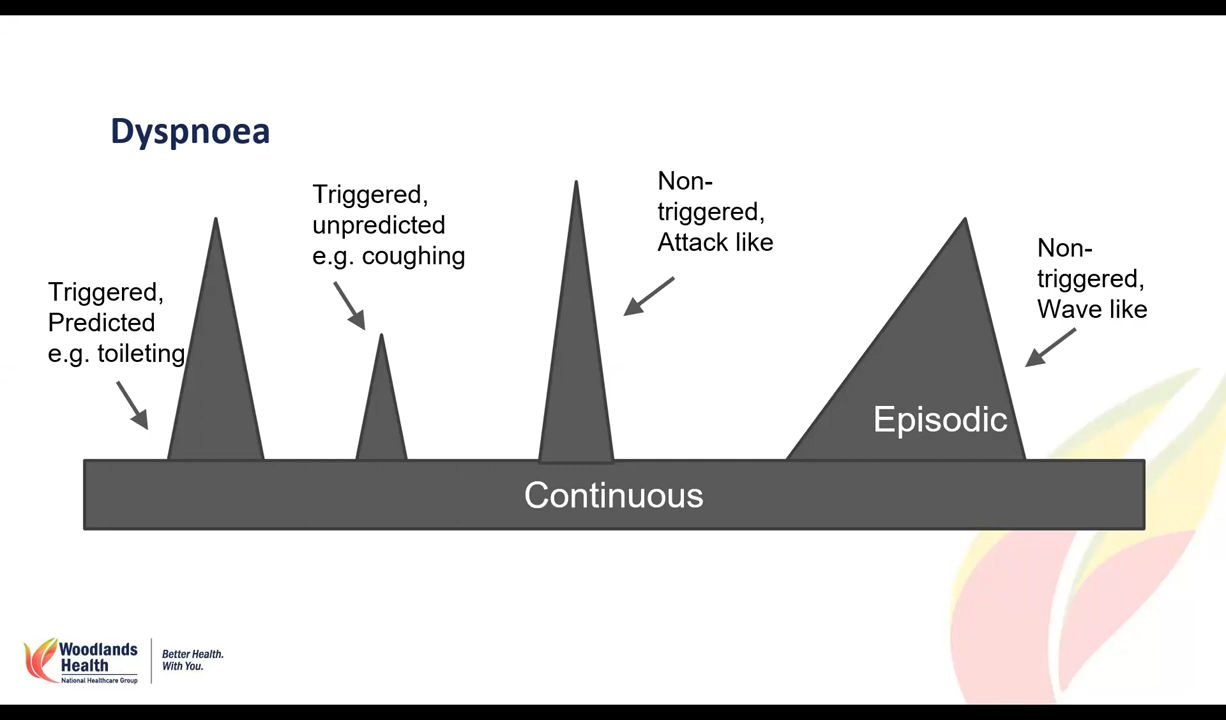 Dyspnoea
Triggered,
Predicted
e.g. toileting
Triggered,
unpredicted
e.g. coughing
Non-
triggered,
Attack like
Non-
triggered,
Wave like
Episodic
Continuous
Woodlands
Health
National Healthcare Group
Better Health.
With You.